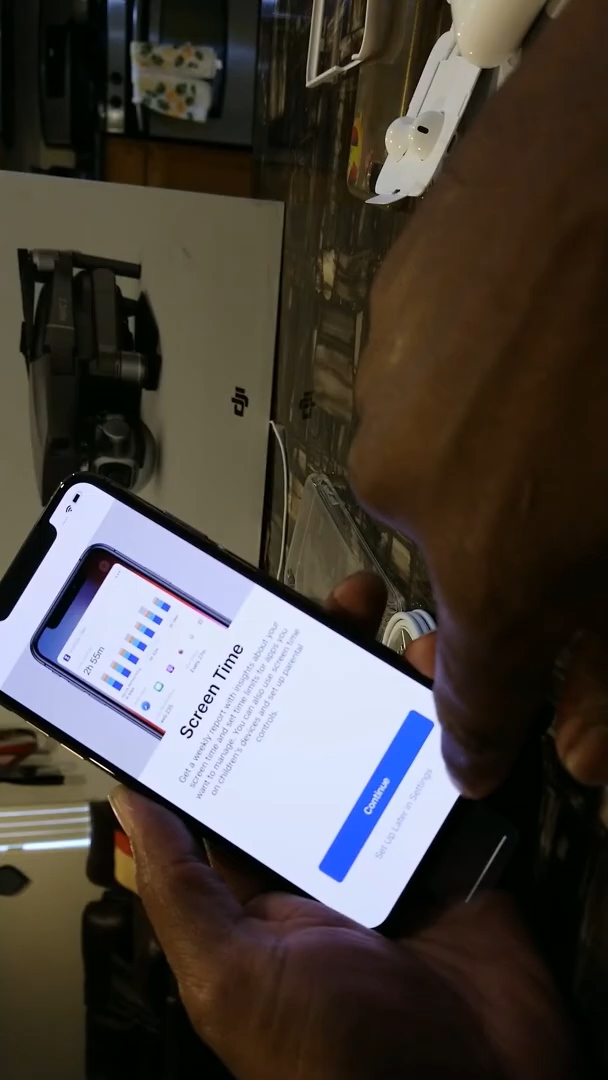 2h 55m
Screen Time
Get a weekly report with insights about your
screen time and set time limits for apps you
want to manage. You can also use screen time
on children's devices and set up parental
controls.
Continue
Set Up Later in Settings
dji